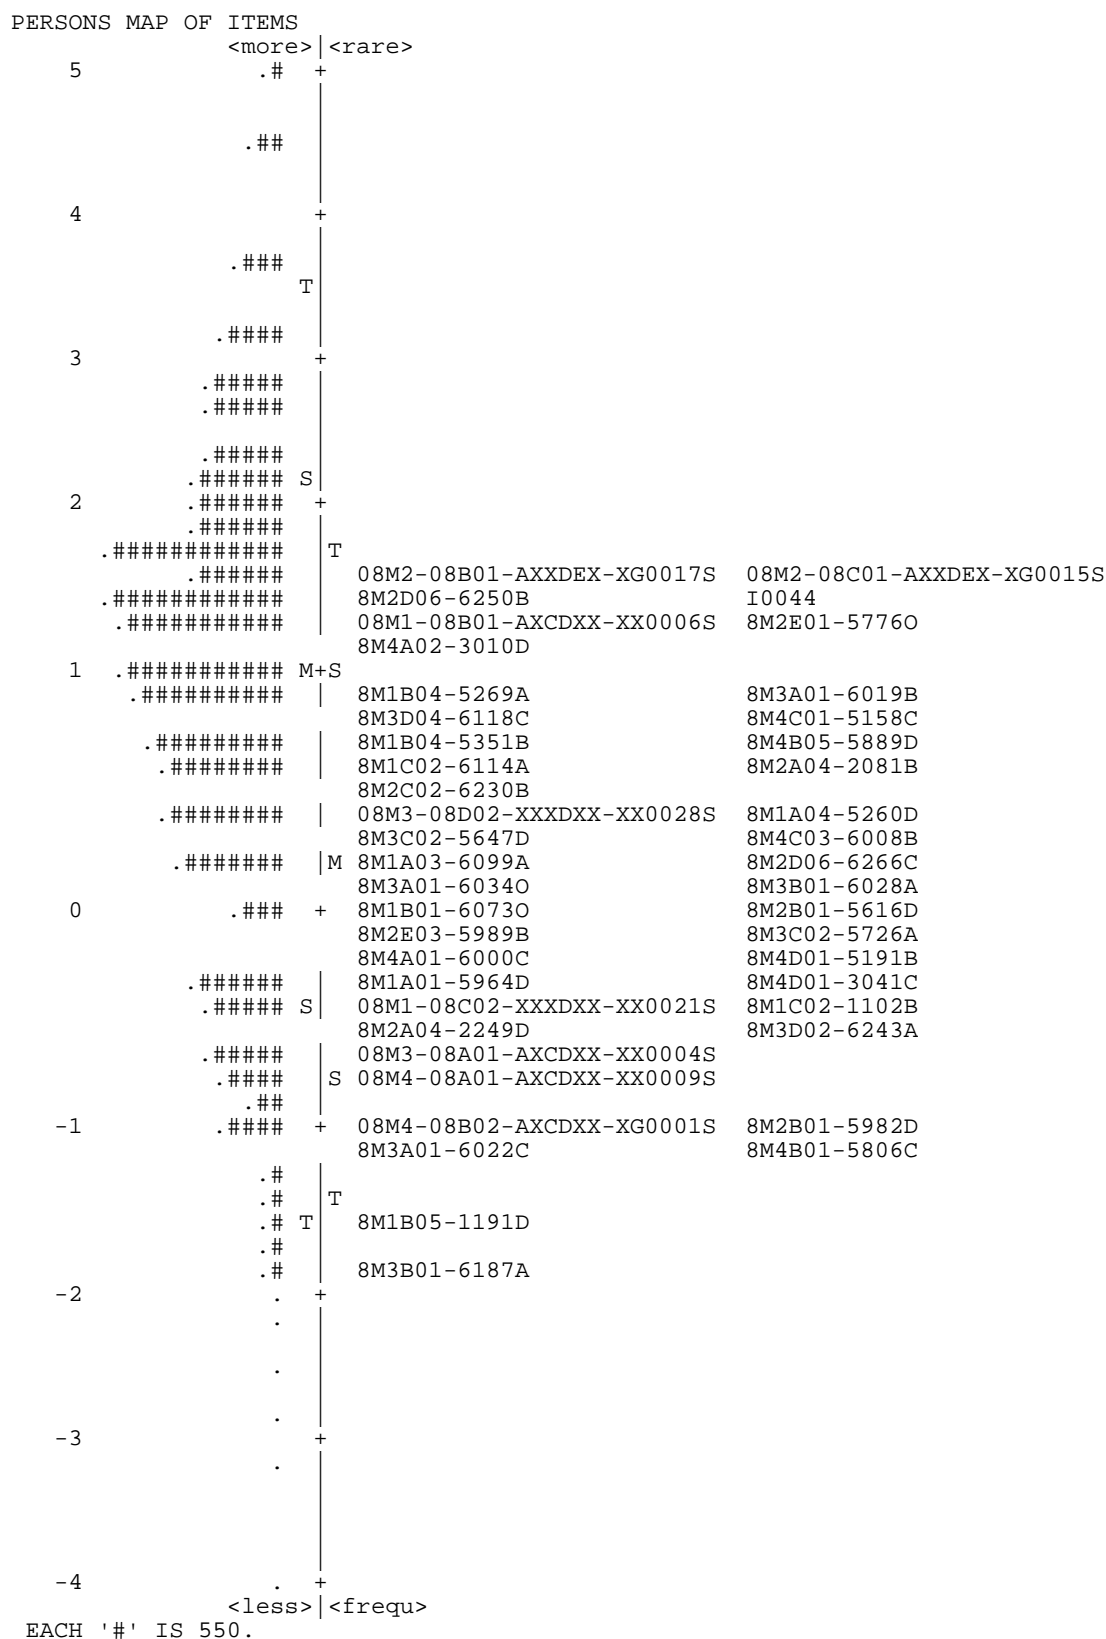 PERSONS MAP OF ITEMS
<more>|<rare>
5 .# +
|
|
.## |
|
|
4 +
|
.### |
T|
|
.#### |
3 +
.##### |
.##### |
|
.##### |
.###### S|
2 .###### +
.###### |
.############ |T
.###### | 08M2-08B01-AXXDEX-XG0017S 08M2-08C01-AXXDEX-XG0015S
.############ | 8M2D06-6250B I0044
.########### | 08M1-08B01-AXCDXX-XX0006S 8M2E01-5776O
8M4A02-3010D
1 .########### M+S
.########## | 8M1B04-5269A 8M3A01-6019B
8M3D04-6118C 8M4C01-5158C
.######### | 8M1B04-5351B 8M4B05-5889D
.######## | 8M1C02-6114A 8M2A04-2081B
8M2C02-6230B
.######## | 08M3-08D02-XXXDXX-XX0028S 8M1A04-5260D
8M3C02-5647D 8M4C03-6008B
.####### |M 8M1A03-6099A 8M2D06-6266C
8M3A01-6034O 8M3B01-6028A
0 .### + 8M1B01-6073O 8M2B01-5616D
8M2E03-5989B 8M3C02-5726A
8M4A01-6000C 8M4D01-5191B
.###### | 8M1A01-5964D 8M4D01-3041C
.##### S| 08M1-08C02-XXXDXX-XX0021S 8M1C02-1102B
8M2A04-2249D 8M3D02-6243A
.##### | 08M3-08A01-AXCDXX-XX0004S
.#### |S 08M4-08A01-AXCDXX-XX0009S
.## |
-1 .#### + 08M4-08B02-AXCDXX-XG0001S 8M2B01-5982D
8M3A01-6022C 8M4B01-5806C
.# |
.# |T
.# T| 8M1B05-1191D
.# |
.# | 8M3B01-6187A
-2 . +
. |
|
. |
|
. |
-3 +
. |
|
|
|
|
-4 . +
<less>|<frequ>
EACH '#' IS 550.